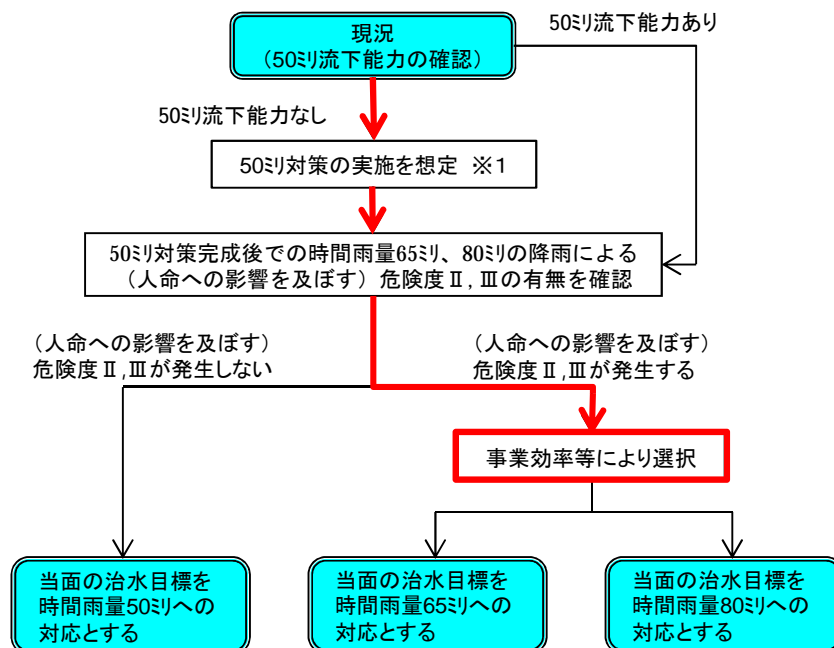 現況
（50ﾐﾘ流下能力の確認）
50ﾐﾘ流下能力あり
50ﾐﾘ流下能力なし
50ﾐﾘ対策の実施を想定 ※1
50ﾐﾘ対策完成後での時間雨量65ﾐﾘ、80ﾐﾘの降雨による
（人命への影響を及ぼす）危険度Ⅱ,Ⅲの有無を確認
（人命への影響を及ぼす）
危険度Ⅱ,Ⅲが発生しない
（人命への影響を及ぼす）
危険度Ⅱ,Ⅲが発生する
事業効率等により選択
当面の治水目標を
時間雨量50ﾐﾘへの
対応とする
当面の治水目標を
時間雨量65ﾐﾘへの
対応とする
当面の治水目標を
時間雨量80ﾐﾘへの
対応とする